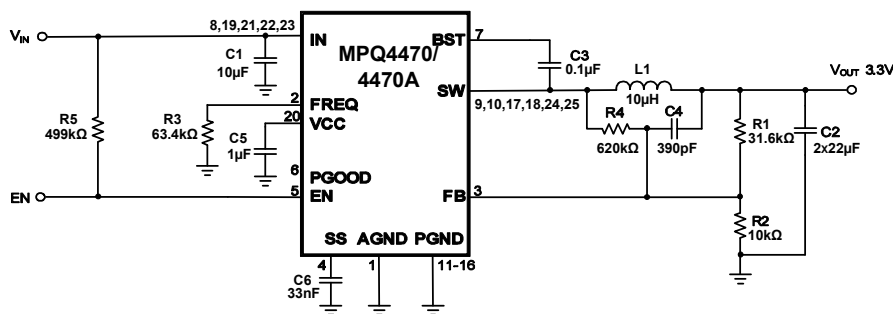 8,19,21,22,23
7
V_IN
IN
BST
MPQ4470/
4470A
C1
10μF
C3
0.1μF
L1
10μH
V_OUT 3.3V
SW
9,10,17,18,24,25
2
FREQ
20
VCC
R5
499kΩ
R3
63.4kΩ
C5
1μF
R4
620kΩ
C4
390pF
R1
31.6kΩ
C2
2x22μF
6
PGOOD
EN
5
EN
FB
3
R2
10kΩ
SS
AGND
PGND
4
1
11-16
C6
33nF